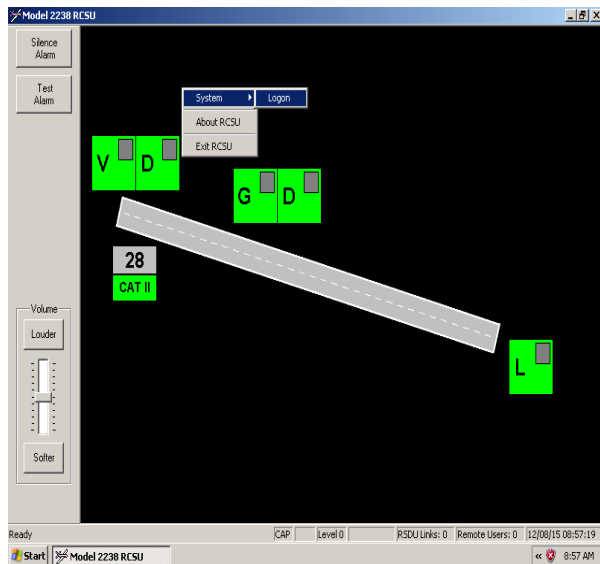 Model 2238 RCSU
Silence
Alarm
Test
Alarm
System
Logon
About RCSU
Exit RCSU
V
D
G
D
28
CAT II
L
Volume
Louder
Softer
Ready
CAP
Level 0
RSDU Links: 0
Remote Users: 0
12/08/15 08:57:19
Start
Model 2238 RCSU
«
8:57 AM